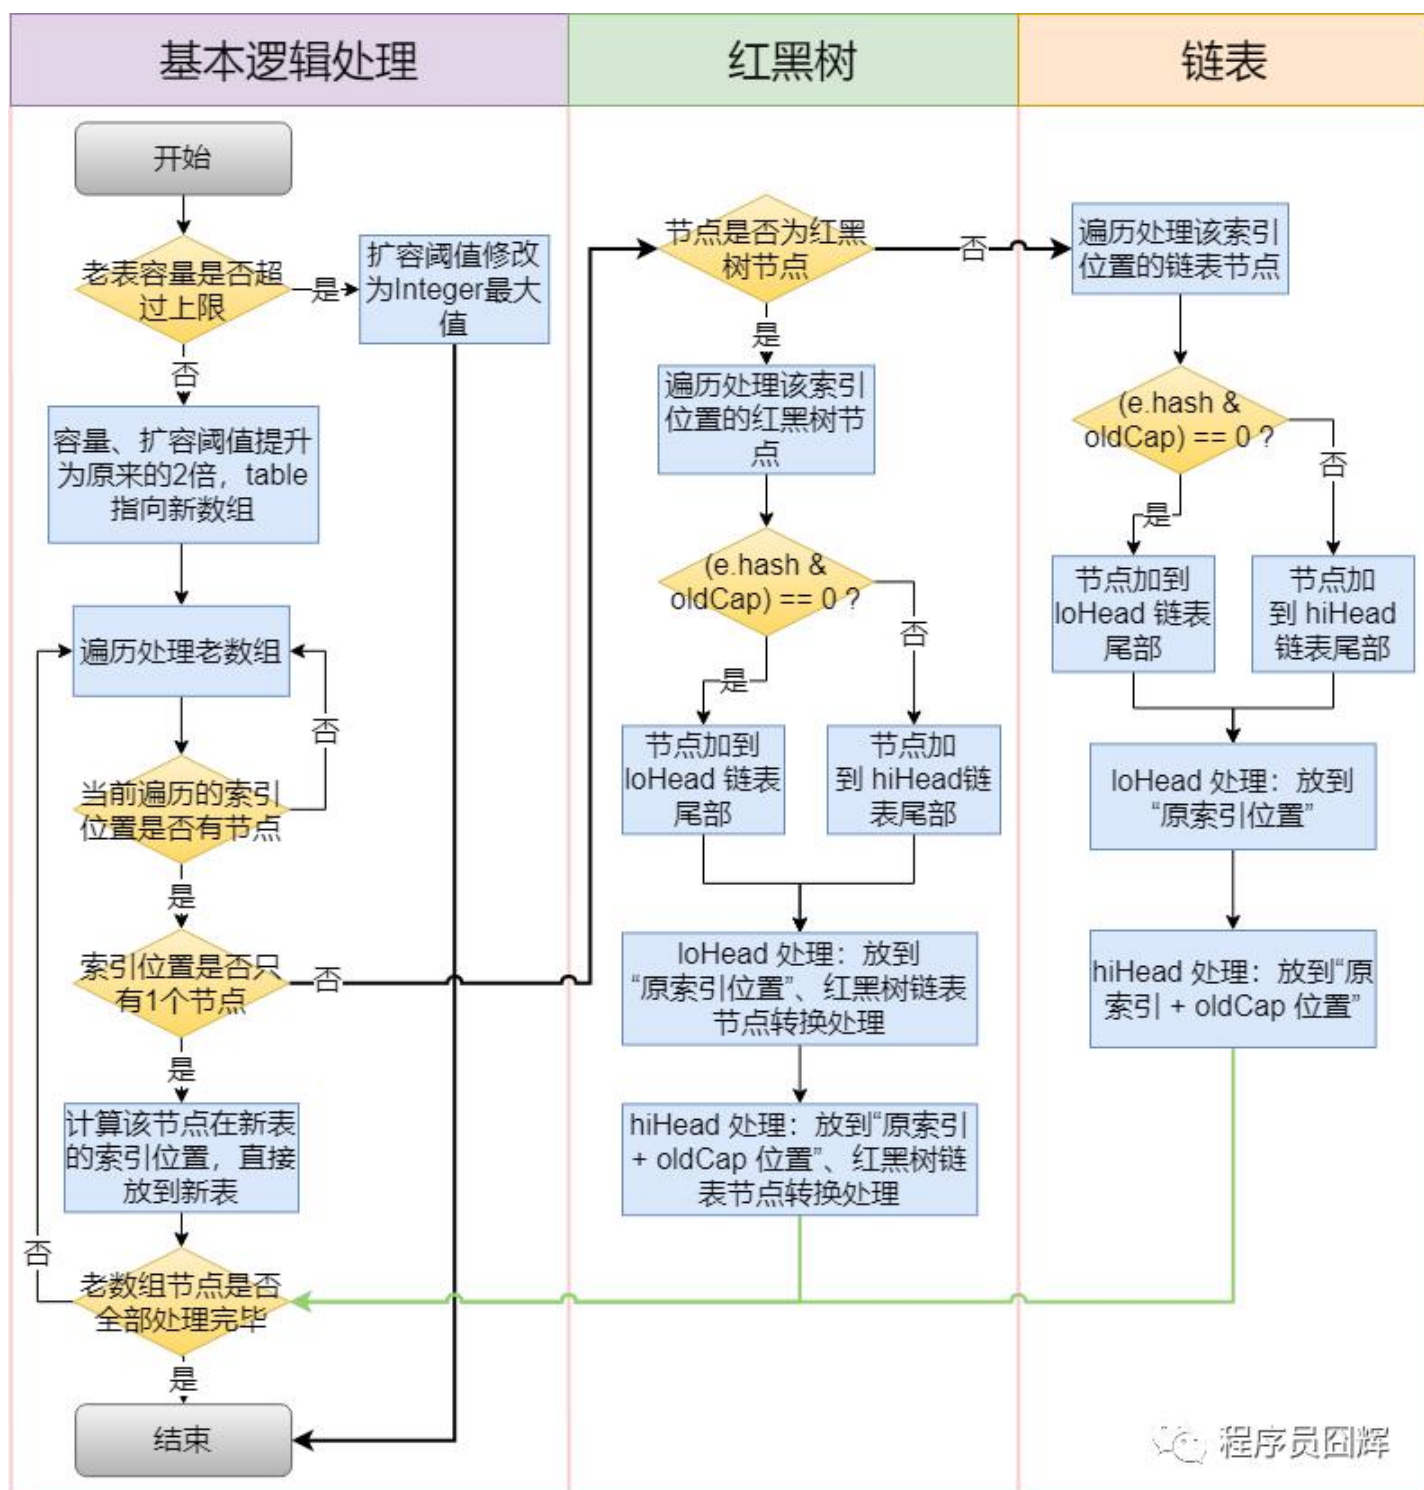 基本逻辑处理
红黑树
链表
开始
老表容量是否超
过上限
是
扩容阈值修改
为Integer最大
值
否
容量、扩容阈值提升
为原来的2倍，table
指向新数组
遍历处理老数组
否
当前遍历的索引
位置是否有节点
是
索引位置是否只
有1个节点
否
是
计算该节点在新表
的索引位置，直接
放到新表
否
老数组节点是否
全部处理完毕
是
结束
节点是否为红黑
树节点
否
是
遍历处理该索引
位置的红黑树节
点
(e.hash &
oldCap) == 0 ?
否
是
节点加到
loHead 链表
尾部
节点加
到 hiHead链
表尾部
loHead 处理：放到
“原索引位置”、红黑树链表
节点转换处理
hiHead 处理：放到“原索引
+ oldCap 位置”、红黑树链
表节点转换处理
遍历处理该索引
位置的链表节点
(e.hash &
oldCap) == 0 ?
否
是
节点加到
loHead 链表
尾部
节点加
到 hiHead
链表尾部
loHead 处理：放到
“原索引位置”
hiHead 处理：放到“原
索引 + oldCap 位置”
程序员囧辉